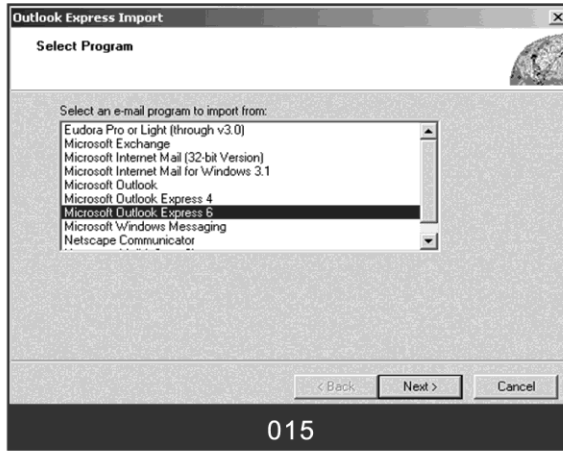 Outlook Express Import
Select Program
Select an e-mail program to import from:
Eudora Pro or Light (through v3.0)
Microsoft Exchange
Microsoft Internet Mail (32-bit Version)
Microsoft Internet Mail for Windows 3.1
Microsoft Outlook
Microsoft Outlook Express 4
Microsoft Outlook Express 6
Microsoft Windows Messaging
Netscape Communicator
< Back Next > Cancel
015